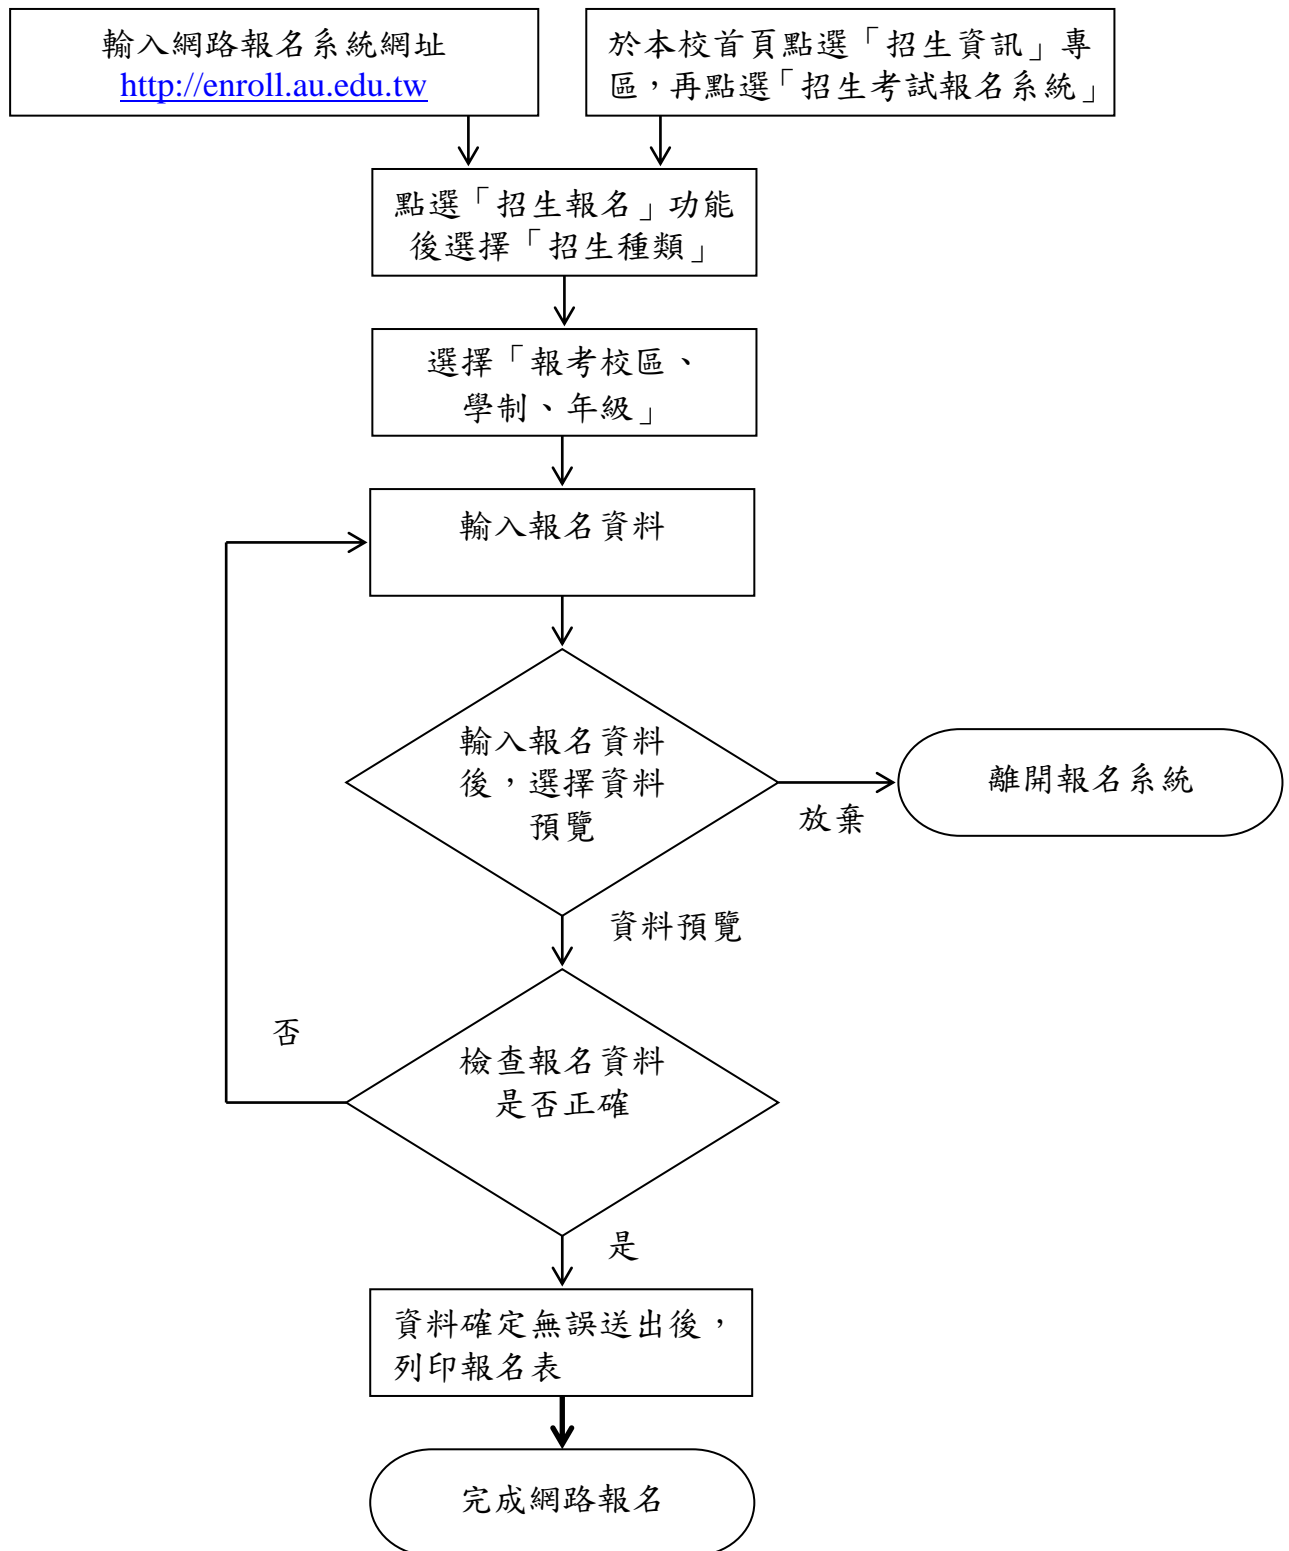 輸入網路報名系統網址
http://enroll.au.edu.tw
於本校首頁點選「招生資訊」專
區，再點選「招生考試報名系統」
點選「招生報名」功能
後選擇「招生種類」
選擇「報考校區、
學制、年級」
輸入報名資料
輸入報名資料
後，選擇資料
預覽
放棄
離開報名系統
資料預覽
否
檢查報名資料
是否正確
是
資料確定無誤送出後，
列印報名表
完成網路報名